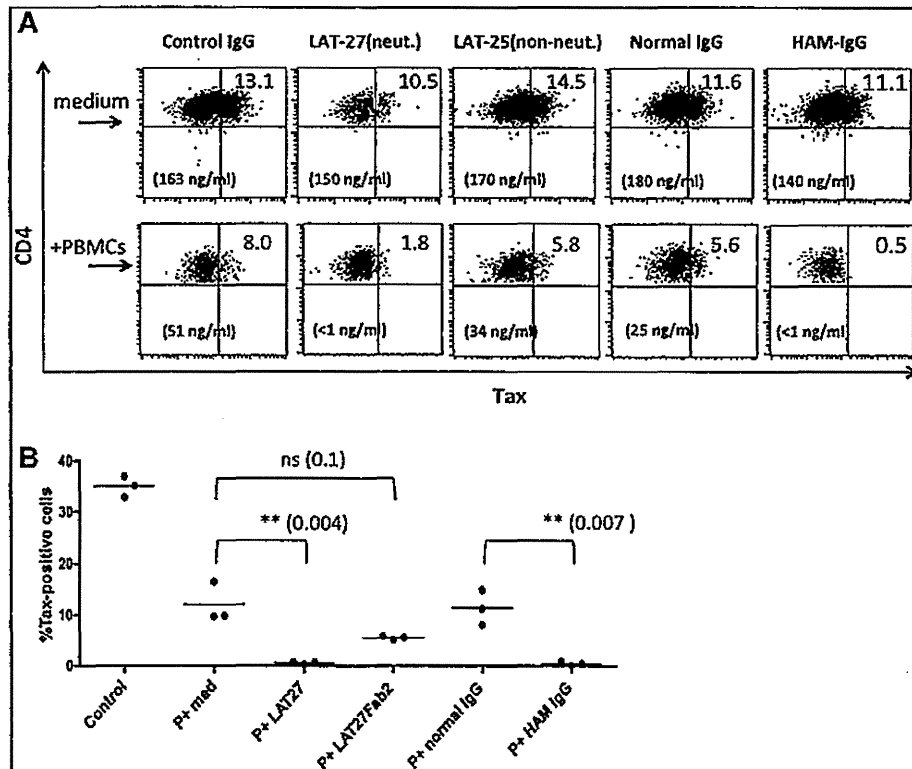 A
Control IgG LAT-27(neut.) LAT-25(non-neut.) Normal IgG HAM-IgG
medium
13.1 10.5 14.5 11.6 11.1
(163 ng/ml) (150 ng/ml) (170 ng/ml) (180 ng/ml) (140 ng/ml)
CD4
+PBMCs
8.0 1.8 5.8 5.6 0.5
(51 ng/ml) (<1 ng/ml) (34 ng/ml) (25 ng/ml) (<1 ng/ml)
Tax
B
%Tax-positive cells
40
30
20
10
0
ns (0.1)
** (0.004)
** (0.007 )
Control
P+ med
P+ LAT27
P+ LAT27Fab2
P+ normal IgG
P+ HAM IgG